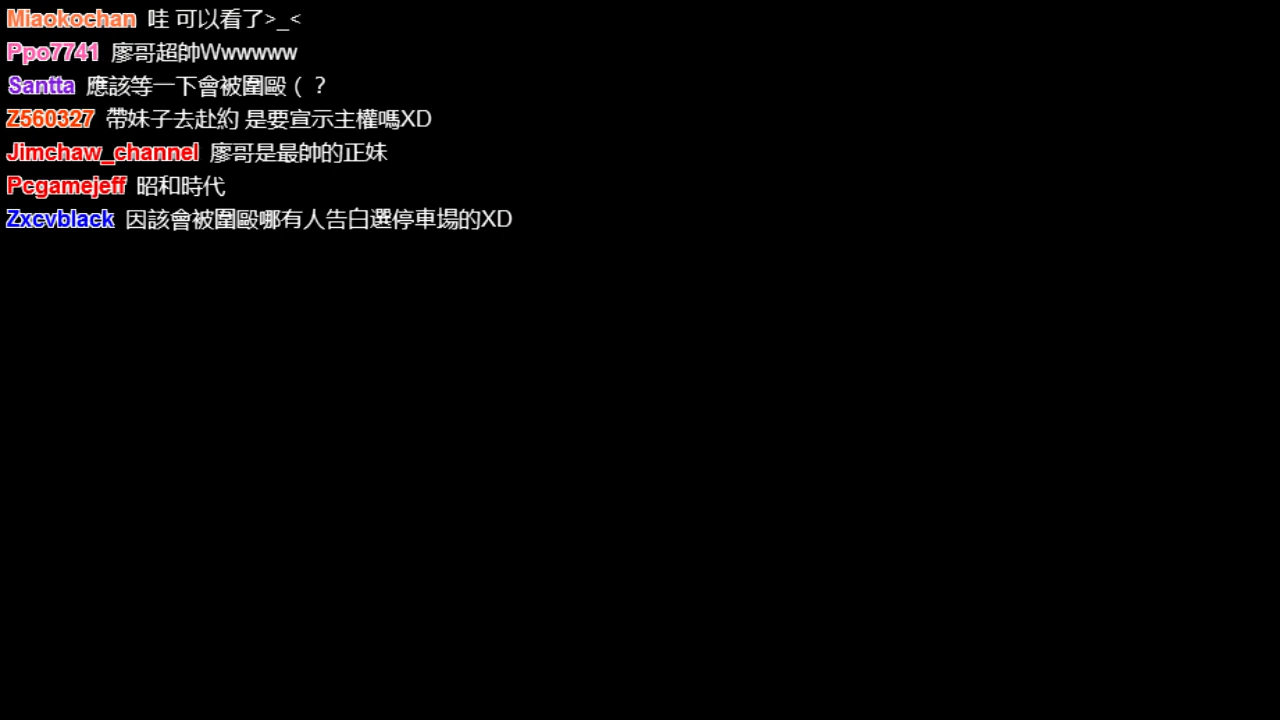 Miaokochan 哇 可以看了>_<
Ppo7741 廖哥超帥Wwwwww
Santta 應該等一下會被圍毆（？
Z560327 帶妹子去赴約 是要宣示主權嗎XD
Jimchaw_channel 廖哥是最帥的正妹
Pcgamejeff 昭和時代
Zxcvblack 因該會被圍毆哪有人告白選停車場的XD